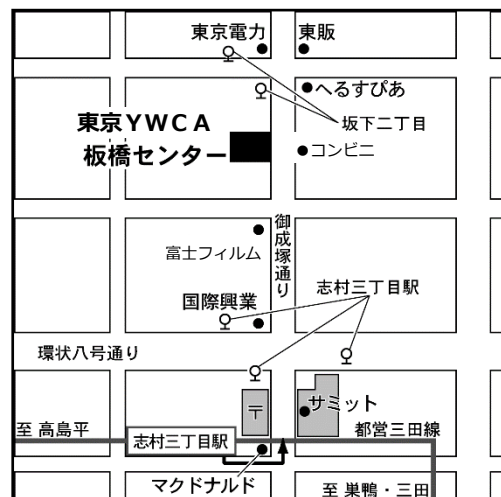 東京電力
東販
へるすぴあ
坂下二丁目
東京YWCA
板橋センター
コンビニ
御成塚通り
富士フィルム
志村三丁目駅
国際興業
環状八号通り
〒
サミット
至 高島平
志村三丁目駅
都営三田線
マクドナルド
至 巣鴨・三田